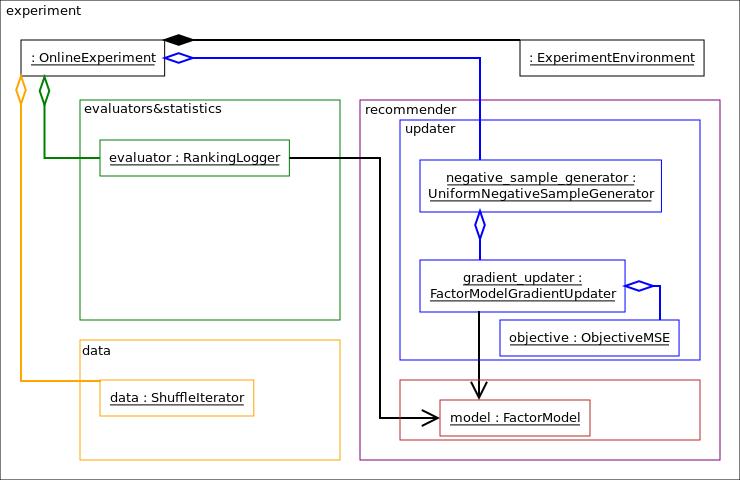 experiment
: OnlineExperiment
: ExperimentEnvironment
evaluators&statistics
evaluator : RankingLogger
recommender
updater
negative_sample_generator :
UniformNegativeSampleGenerator
gradient_updater :
FactorModelGradientUpdater
objective : ObjectiveMSE
data
data : ShuffleIterator
model : FactorModel